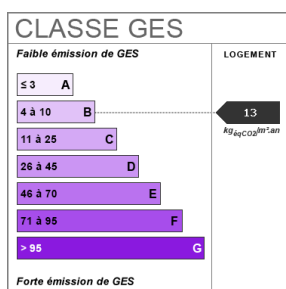 CLASSE GES
Faible émission de GES
LOGEMENT
≤ 3 A
4 à 10 B
13
kgéqCO2/m².an
11 à 25 C
26 à 45 D
46 à 70 E
71 à 95 F
> 95 G
Forte émission de GES